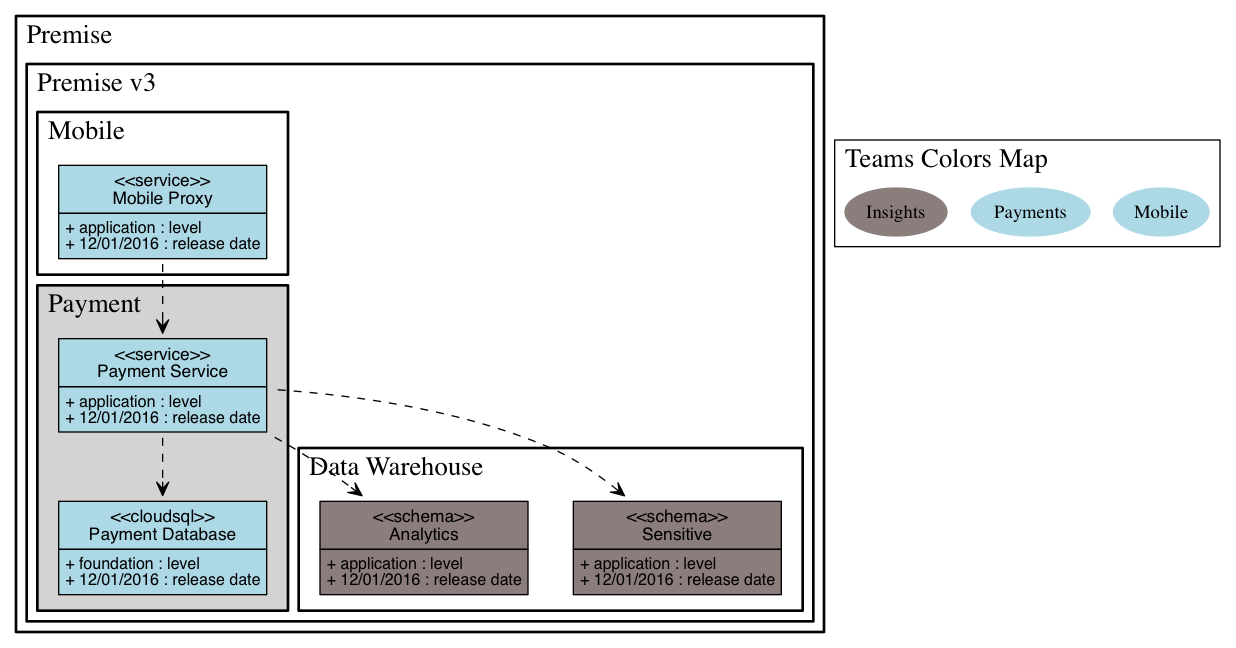 Premise
Premise v3
Mobile
<<service>>
Mobile Proxy
+ application : level
+ 12/01/2016 : release date
Payment
<<service>>
Payment Service
+ application : level
+ 12/01/2016 : release date
<<cloudsql>>
Payment Database
+ foundation : level
+ 12/01/2016 : release date
Data Warehouse
<<schema>>
Analytics
+ application : level
+ 12/01/2016 : release date
<<schema>>
Sensitive
+ application : level
+ 12/01/2016 : release date
Teams Colors Map
Insights
Payments
Mobile